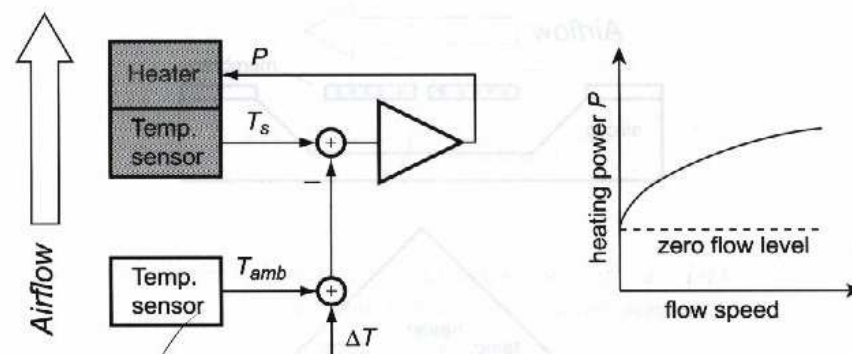 Airflow
Heater
Temp.
sensor
P
T_s
+
−
Temp.
sensor
T_amb
+
ΔT
heating power P
zero flow level
flow speed